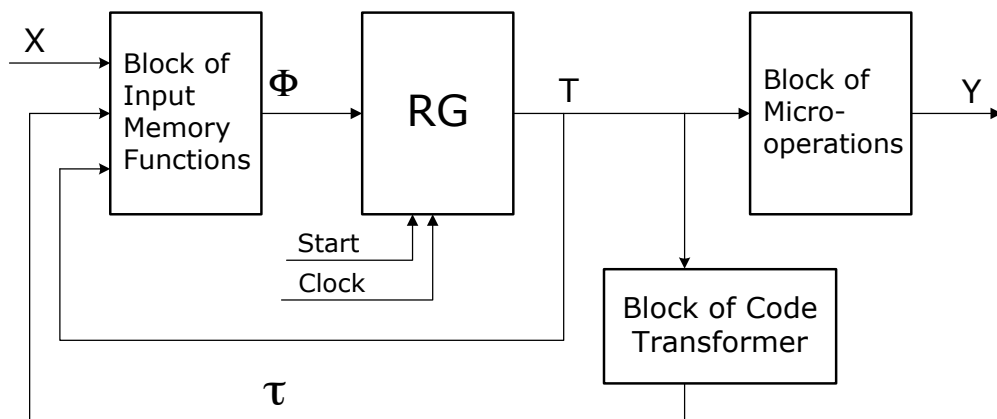 X
Block of
Input
Memory
Functions
Φ
RG
T
Block of
Micro-
operations
Y
Start
Clock
Block of Code
Transformer
τ